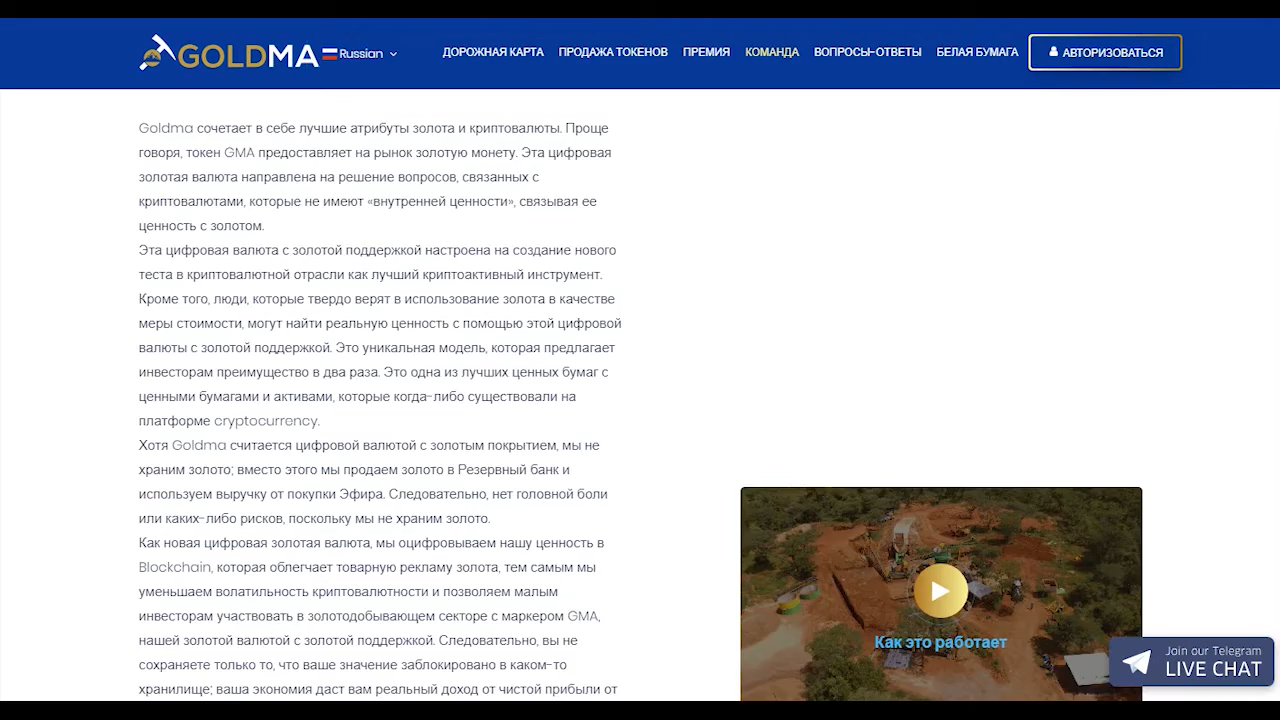 GOLDMA
Russian
ДОРОЖНАЯ КАРТА
ПРОДАЖА ТОКЕНОВ
ПРЕМИЯ
КОМАНДА
ВОПРОСЫ-ОТВЕТЫ
БЕЛАЯ БУМАГА
АВТОРИЗОВАТЬСЯ
Goldma сочетает в себе лучшие атрибуты золота и криптовалюты. Проще
говоря, токен GMA предоставляет на рынок золотую монету. Эта цифровая
золотая валюта направлена на решение вопросов, связанных с
криптовалютами, которые не имеют «внутренней ценности», связывая ее
ценность с золотом.
Эта цифровая валюта с золотой поддержкой настроена на создание нового
теста в криптовалютной отрасли как лучший криптоактивный инструмент.
Кроме того, люди, которые твердо верят в использование золота в качестве
меры стоимости, могут найти реальную ценность с помощью этой цифровой
валюты с золотой поддержкой. Это уникальная модель, которая предлагает
инвесторам преимущество в два раза. Это одна из лучших ценных бумаг с
ценными бумагами и активами, которые когда-либо существовали на
платформе cryptocurrency.
Хотя Goldma считается цифровой валютой с золотым покрытием, мы не
храним золото; вместо этого мы продаем золото в Резервный банк и
используем выручку от покупки Эфира. Следовательно, нет головной боли
или каких-либо рисков, поскольку мы не храним золото.
Как новая цифровая золотая валюта, мы оцифровываем нашу ценность в
Blockchain, которая облегчает товарную рекламу золота, тем самым мы
уменьшаем волатильность криптовалютности и позволяем малым
инвесторам участвовать в золотодобывающем секторе с маркером GMA,
нашей золотой валютой с золотой поддержкой. Следовательно, вы не
сохраняете только то, что ваше значение заблокировано в каком-то
хранилище; ваша экономия даст вам реальный доход от чистой прибыли от
Как это работает
Join our Telegram
LIVE CHAT